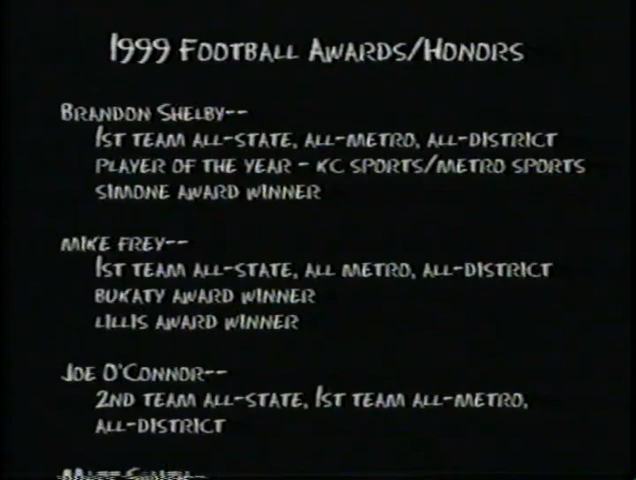 1999 FOOTBALL AWARDS/HONORS
BRANDON SHELBY--
1ST TEAM ALL-STATE, ALL-METRO, ALL-DISTRICT
PLAYER OF THE YEAR - KC SPORTS/METRO SPORTS
SIMONE AWARD WINNER
MIKE FREY--
1ST TEAM ALL-STATE, ALL METRO, ALL-DISTRICT
BUKATY AWARD WINNER
LILLIS AWARD WINNER
JOE O'CONNOR--
2ND TEAM ALL-STATE, 1ST TEAM ALL-METRO,
ALL-DISTRICT